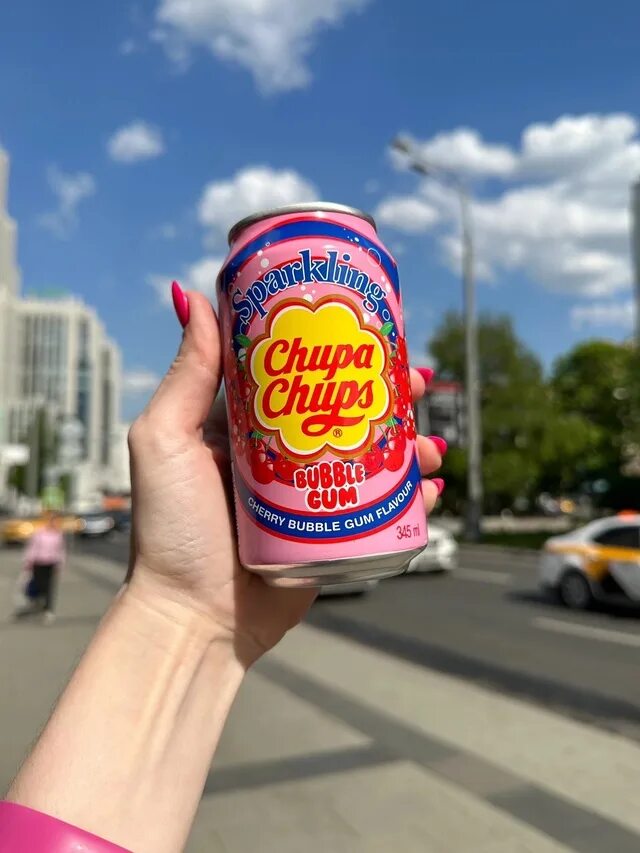 Sparkling
Chupa
Chups
®
BUBBLE
GUM
CHERRY BUBBLE GUM FLAVOUR
345 ml